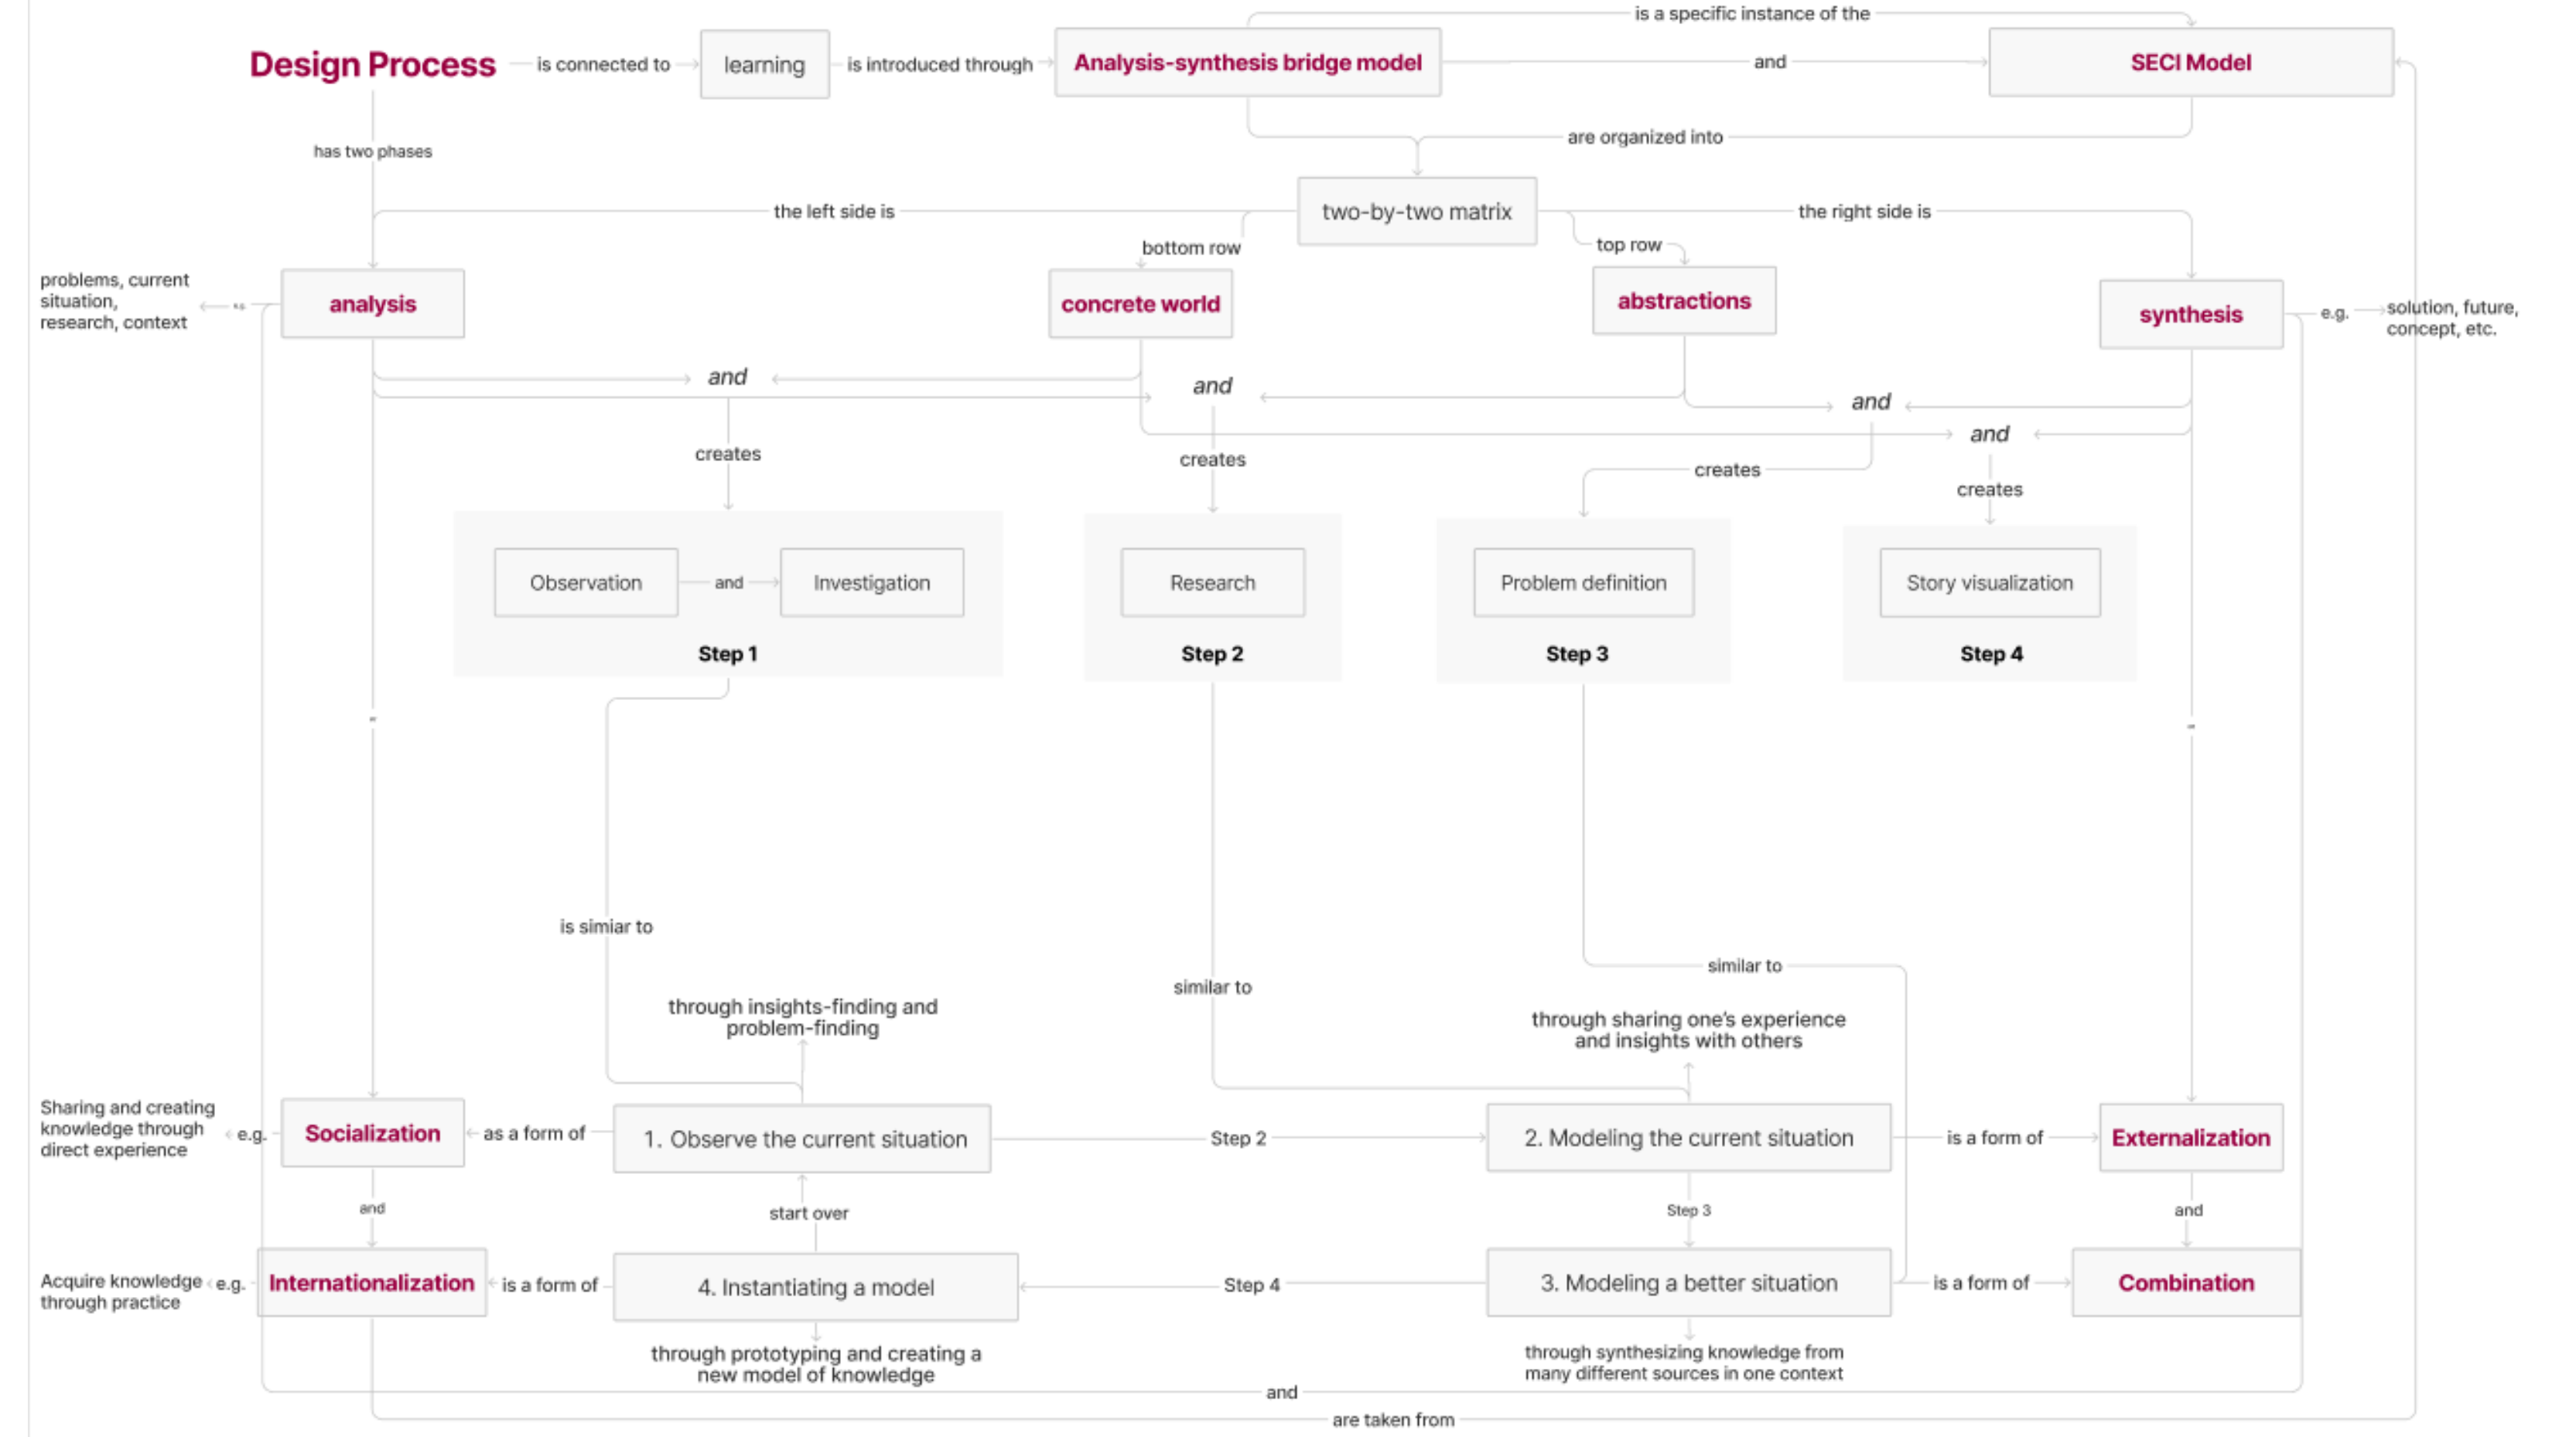 is a specific instance of the
Design Process
is connected to
learning
is introduced through
Analysis-synthesis bridge model
and
SECI Model
are organized into
has two phases
the left side is
two-by-two matrix
the right side is
bottom row
top row
problems, current
situation,
research, context
e.g.
analysis
concrete world
abstractions
synthesis
e.g.
solution, future,
concept, etc.
and
and
and
and
creates
creates
creates
creates
Observation
and
Investigation
Step 1
Research
Step 2
Problem definition
Step 3
Story visualization
Step 4
is simiar to
similar to
similar to
through insights-finding and
problem-finding
through sharing one's experience
and insights with others
Sharing and creating
knowledge through
direct experience
e.g.
Socialization
as a form of
1. Observe the current situation
Step 2
2. Modeling the current situation
is a form of
Externalization
and
start over
Step 3
and
Acquire knowledge
through practice
e.g.
Internationalization
is a form of
4. Instantiating a model
Step 4
3. Modeling a better situation
is a form of
Combination
through prototyping and creating a
new model of knowledge
through synthesizing knowledge from
many different sources in one context
and
are taken from